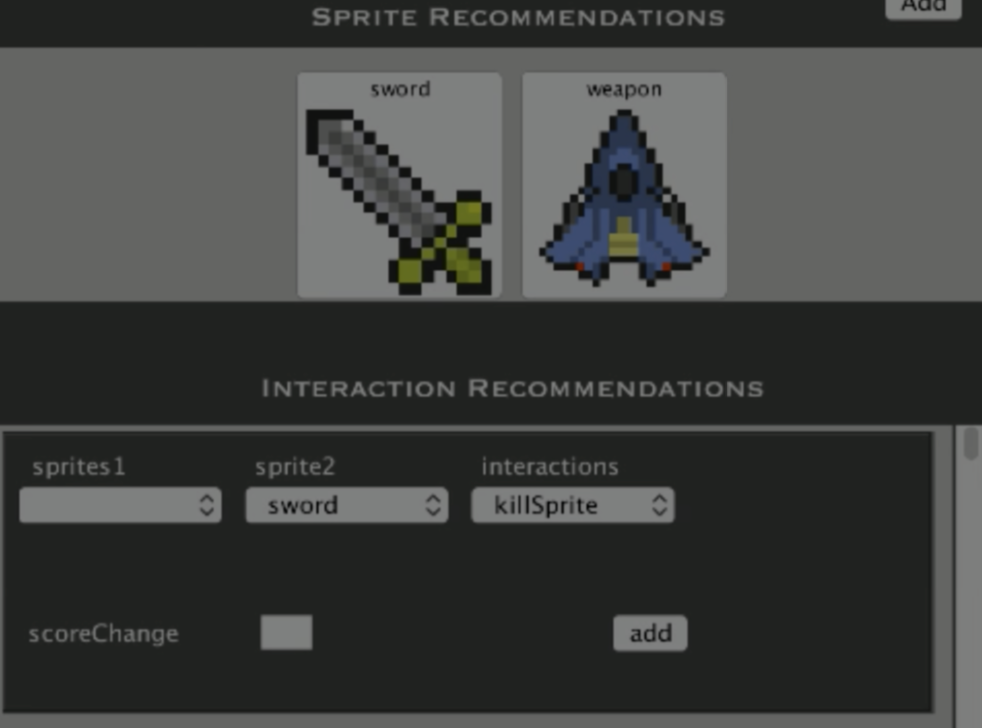 SPRITE RECOMMENDATIONS
Add
sword weapon
INTERACTION RECOMMENDATIONS
sprites1 sprite2 interactions
sword killSprite
scoreChange add